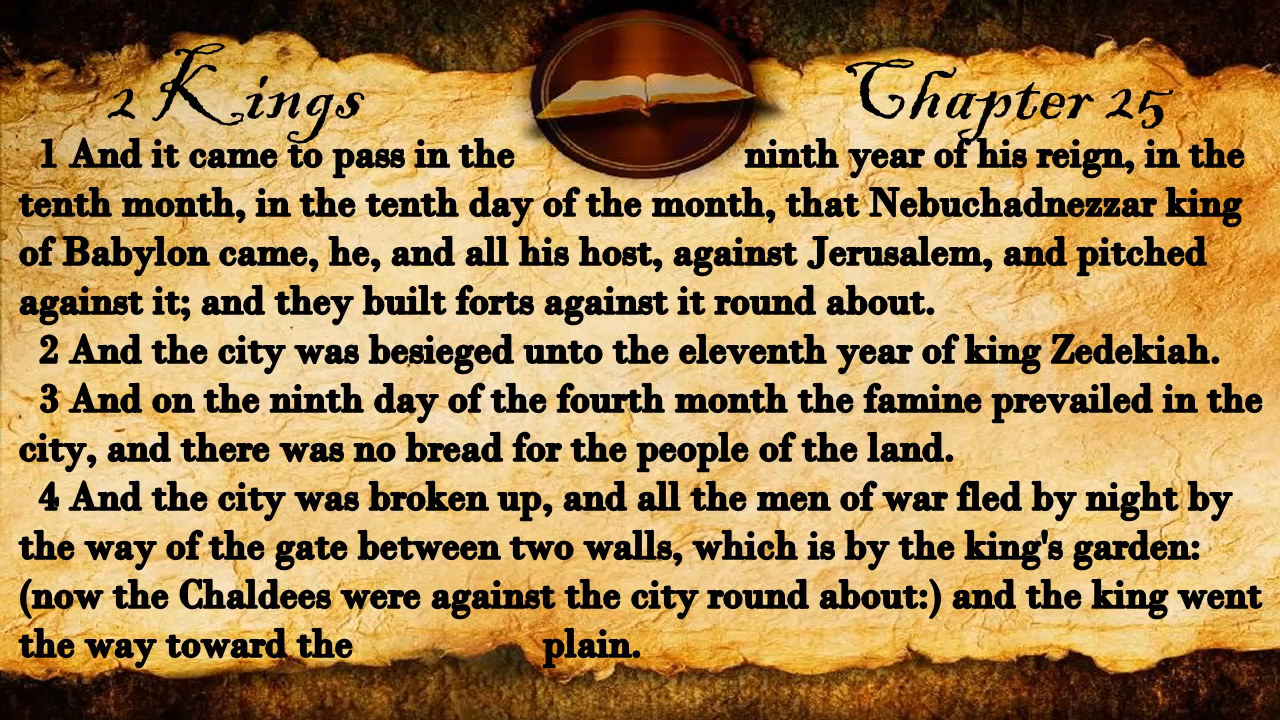 2 Kings Chapter 25
1 And it came to pass in the ninth year of his reign, in the
tenth month, in the tenth day of the month, that Nebuchadnezzar king
of Babylon came, he, and all his host, against Jerusalem, and pitched
against it; and they built forts against it round about.
2 And the city was besieged unto the eleventh year of king Zedekiah.
3 And on the ninth day of the fourth month the famine prevailed in the
city, and there was no bread for the people of the land.
4 And the city was broken up, and all the men of war fled by night by
the way of the gate between two walls, which is by the king's garden:
(now the Chaldees were against the city round about:) and the king went
the way toward the plain.